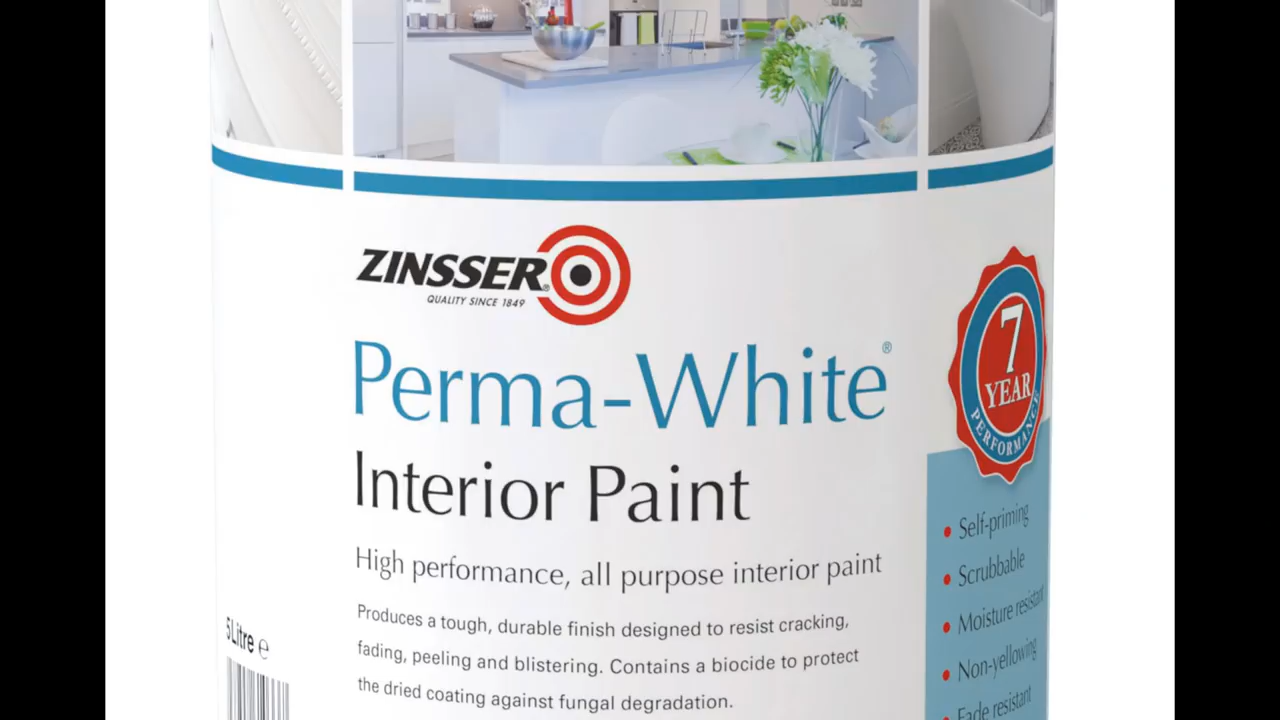 ZINSSER®
QUALITY SINCE 1849
Perma-White®
Interior Paint
High performance, all purpose interior paint
Produces a tough, durable finish designed to resist cracking,
fading, peeling and blistering. Contains a biocide to protect
the dried coating against fungal degradation.
5 Litre ℮
7
YEAR
PERFORMANCE
• Self-priming
• Scrubbable
• Moisture resistant
• Non-yellowing
• Fade resistant